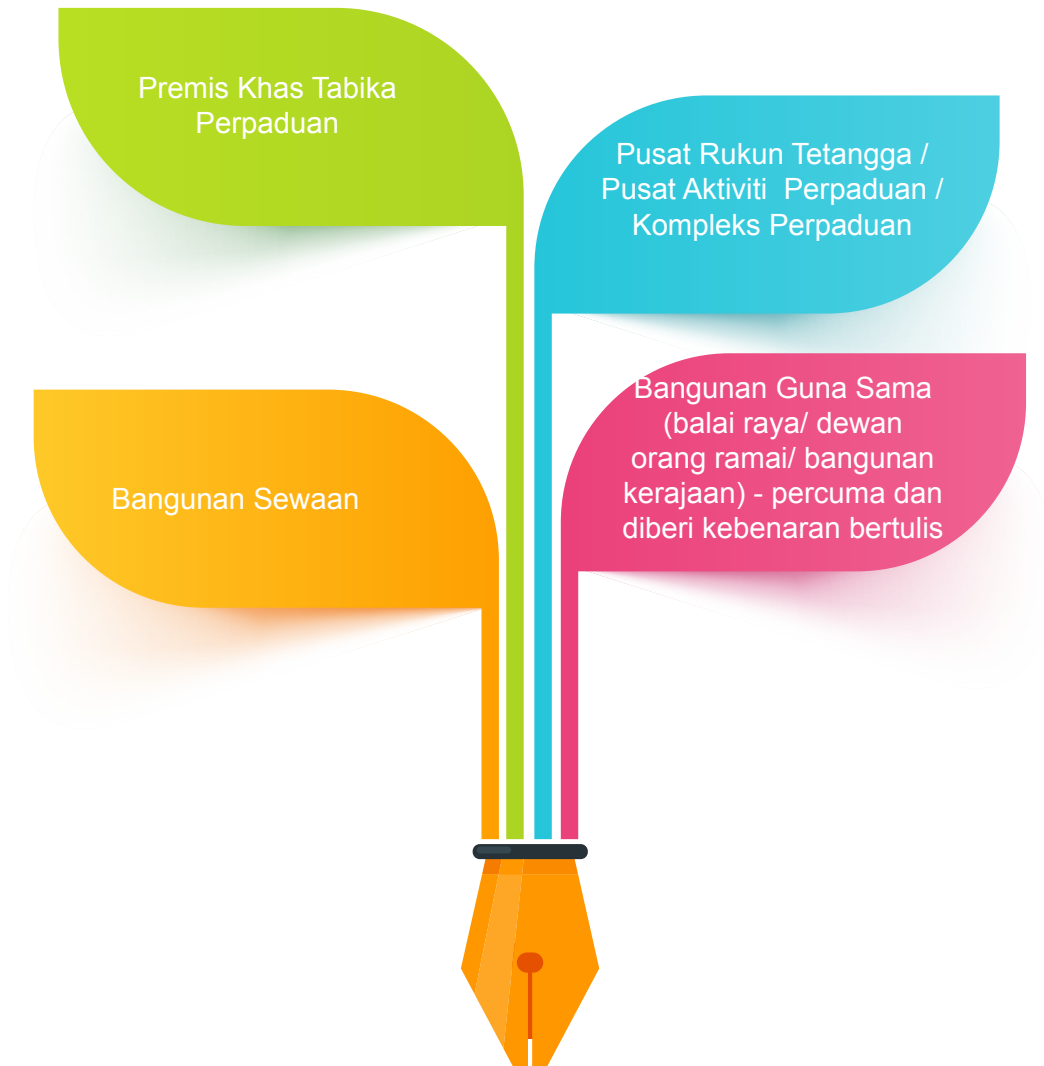 Premis Khas Tabika
Perpaduan
Pusat Rukun Tetangga /
Pusat Aktiviti  Perpaduan /
Kompleks Perpaduan
Bangunan Sewaan
Bangunan Guna Sama
(balai raya/ dewan
orang ramai/ bangunan
kerajaan) - percuma dan
diberi kebenaran bertulis